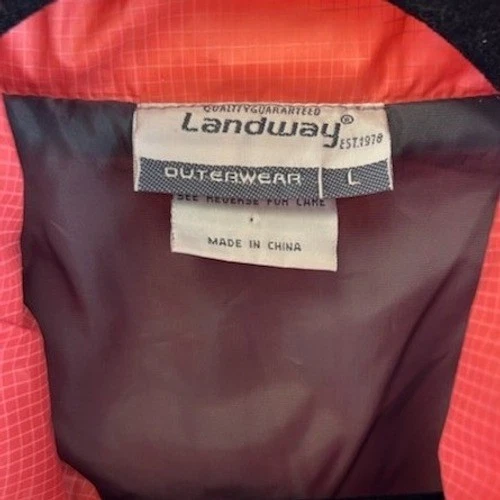 QUALITY GUARANTEED
Landway®
EST.1978
OUTERWEAR L
SEE REVERSE FOR CARE
MADE IN CHINA